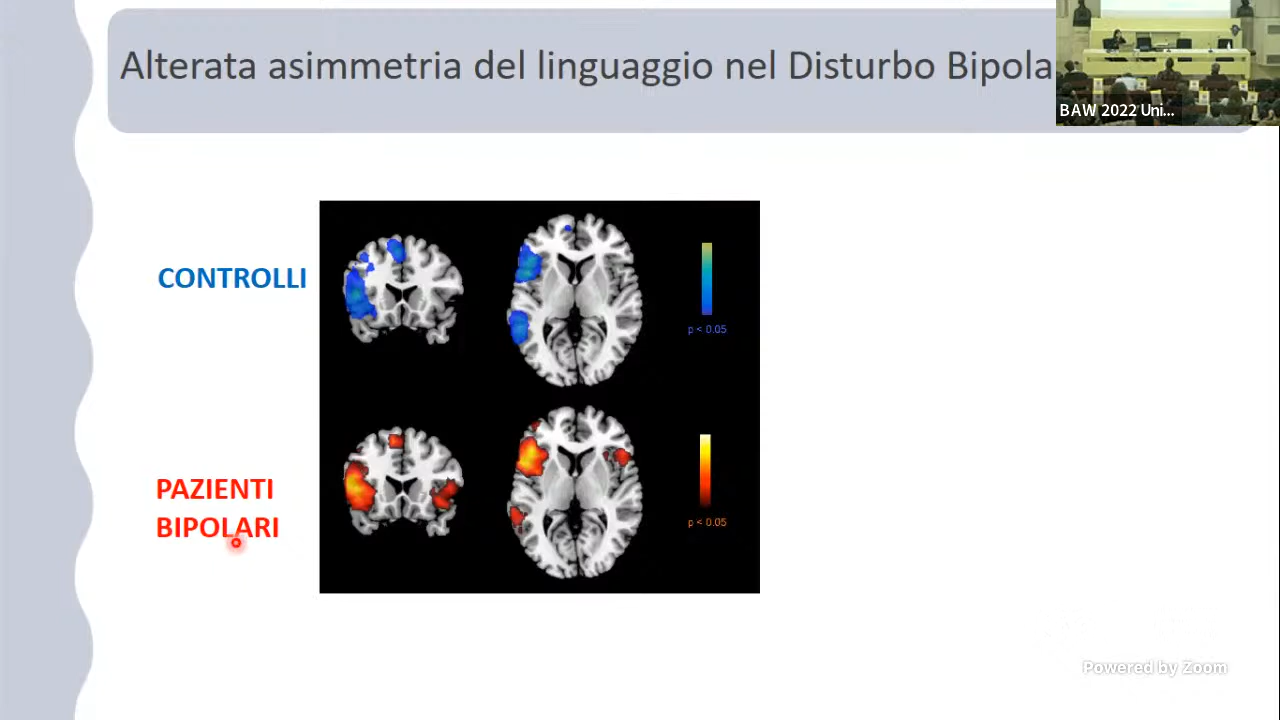 Alterata asimmetria del linguaggio nel Disturbo Bipola
BAW 2022 Uni...
CONTROLLI
p < 0.05
PAZIENTI
BIPOLARI
p < 0.05
Powered by Zoom